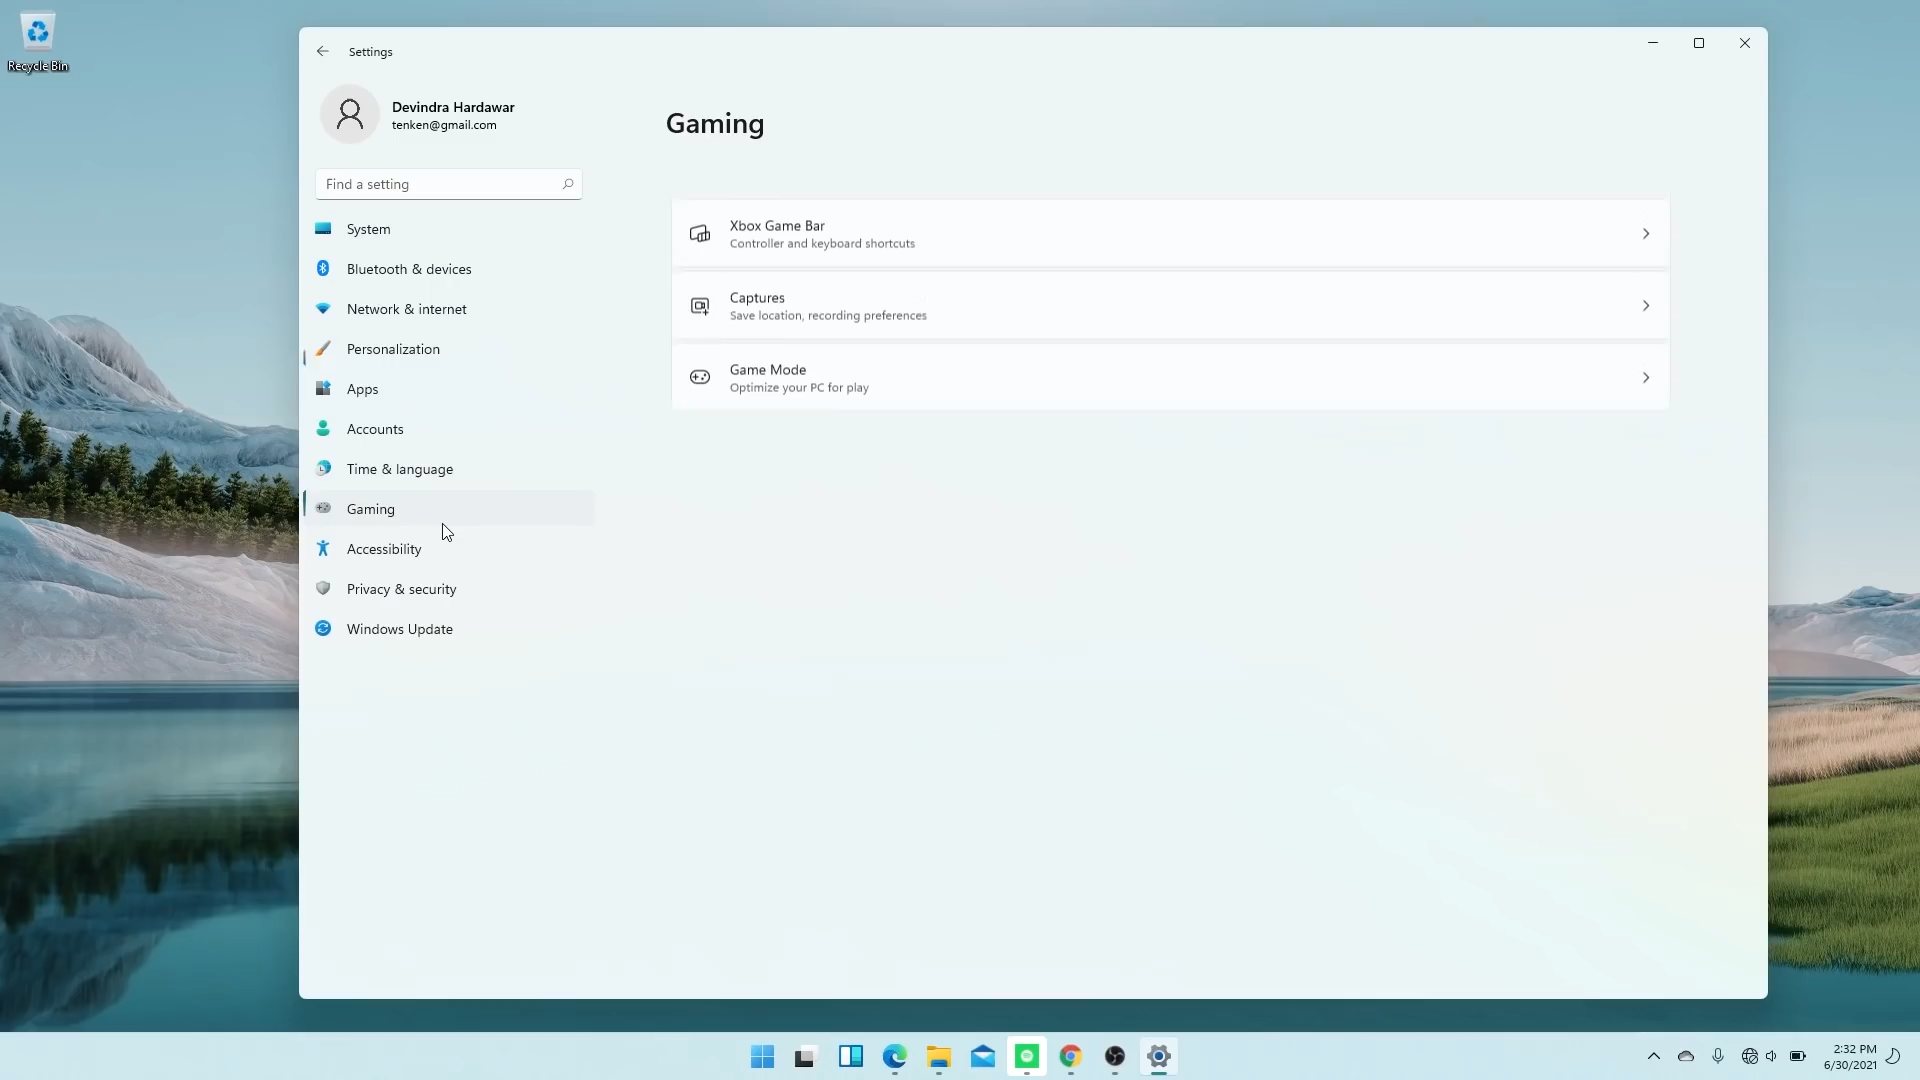 Recycle Bin
Settings
Devindra Hardawar
tenken@gmail.com
Find a setting
System
Bluetooth & devices
Network & internet
Personalization
Apps
Accounts
Time & language
Gaming
Accessibility
Privacy & security
Windows Update
Gaming
Xbox Game Bar
Controller and keyboard shortcuts
Captures
Save location, recording preferences
Game Mode
Optimize your PC for play
2:32 PM
6/30/2021